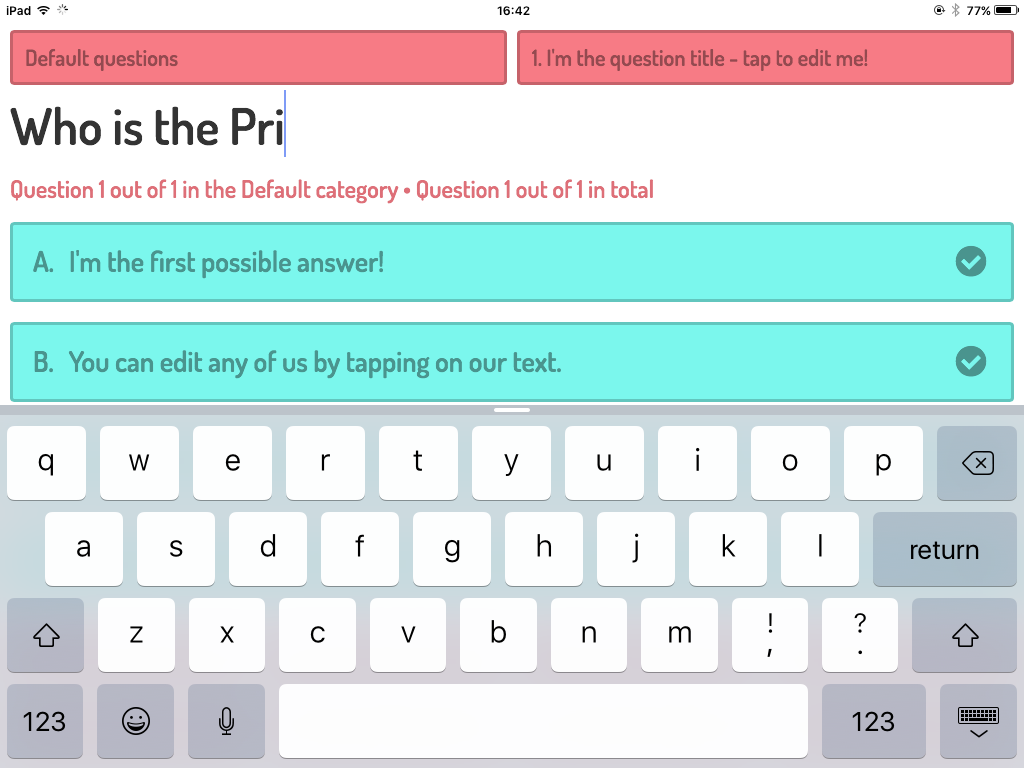 iPad 16:42 77%
Default questions 1. I'm the question title - tap to edit me!
Who is the Pri
Question 1 out of 1 in the Default category • Question 1 out of 1 in total
A. I'm the first possible answer!
B. You can edit any of us by tapping on our text.
q w e r t y u i o p
a s d f g h j k l return
z x c v b n m ! , ? .
123 123